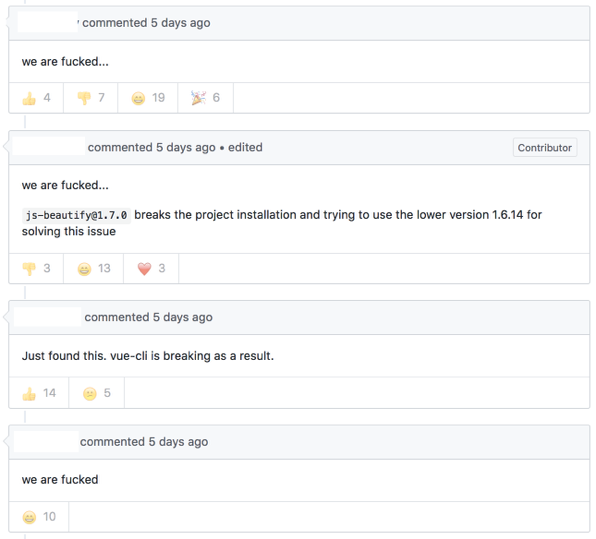 commented 5 days ago
we are fucked...
4 7 19 6
commented 5 days ago • edited Contributor
we are fucked...
js-beautify@1.7.0 breaks the project installation and trying to use the lower version 1.6.14 for
solving this issue
3 13 3
commented 5 days ago
Just found this. vue-cli is breaking as a result.
14 5
commented 5 days ago
we are fucked
10